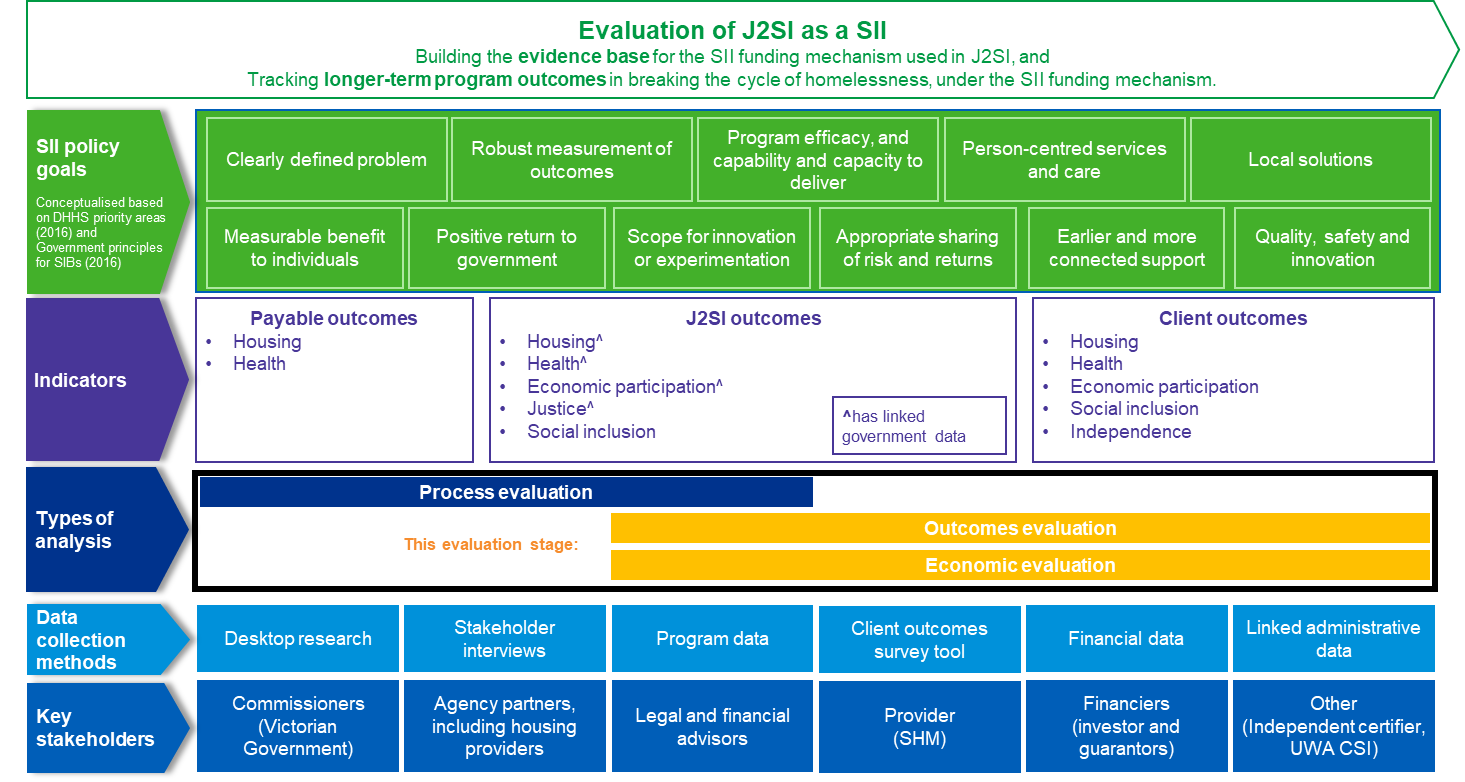 Evaluation of J2SI as a SII
Building the evidence base for the SII funding mechanism used in J2SI, and
Tracking longer-term program outcomes in breaking the cycle of homelessness, under the SII funding mechanism.
SII policy
goals
Conceptualised based
on DHHS priority areas
(2016) and
Government principles
for SIBs (2016)
Clearly defined problem
Robust measurement of
outcomes
Program efficacy, and
capability and capacity to
deliver
Person-centred services
and care
Local solutions
Measurable benefit
to individuals
Positive return to
government
Scope for innovation
or experimentation
Appropriate sharing
of risk and returns
Earlier and more
connected support
Quality, safety and
innovation
Indicators
Payable outcomes
• Housing
• Health
J2SI outcomes
• Housing^
• Health^
• Economic participation^
• Justice^
• Social inclusion
^has linked
government data
Client outcomes
• Housing
• Health
• Economic participation
• Social inclusion
• Independence
Types of
analysis
Process evaluation
This evaluation stage:
Outcomes evaluation
Economic evaluation
Data
collection
methods
Desktop research
Stakeholder
interviews
Program data
Client outcomes
survey tool
Financial data
Linked administrative
data
Key
stakeholders
Commissioners
(Victorian
Government)
Agency partners,
including housing
providers
Legal and financial
advisors
Provider
(SHM)
Financiers
(investor and
guarantors)
Other
(Independent certifier,
UWA CSI)